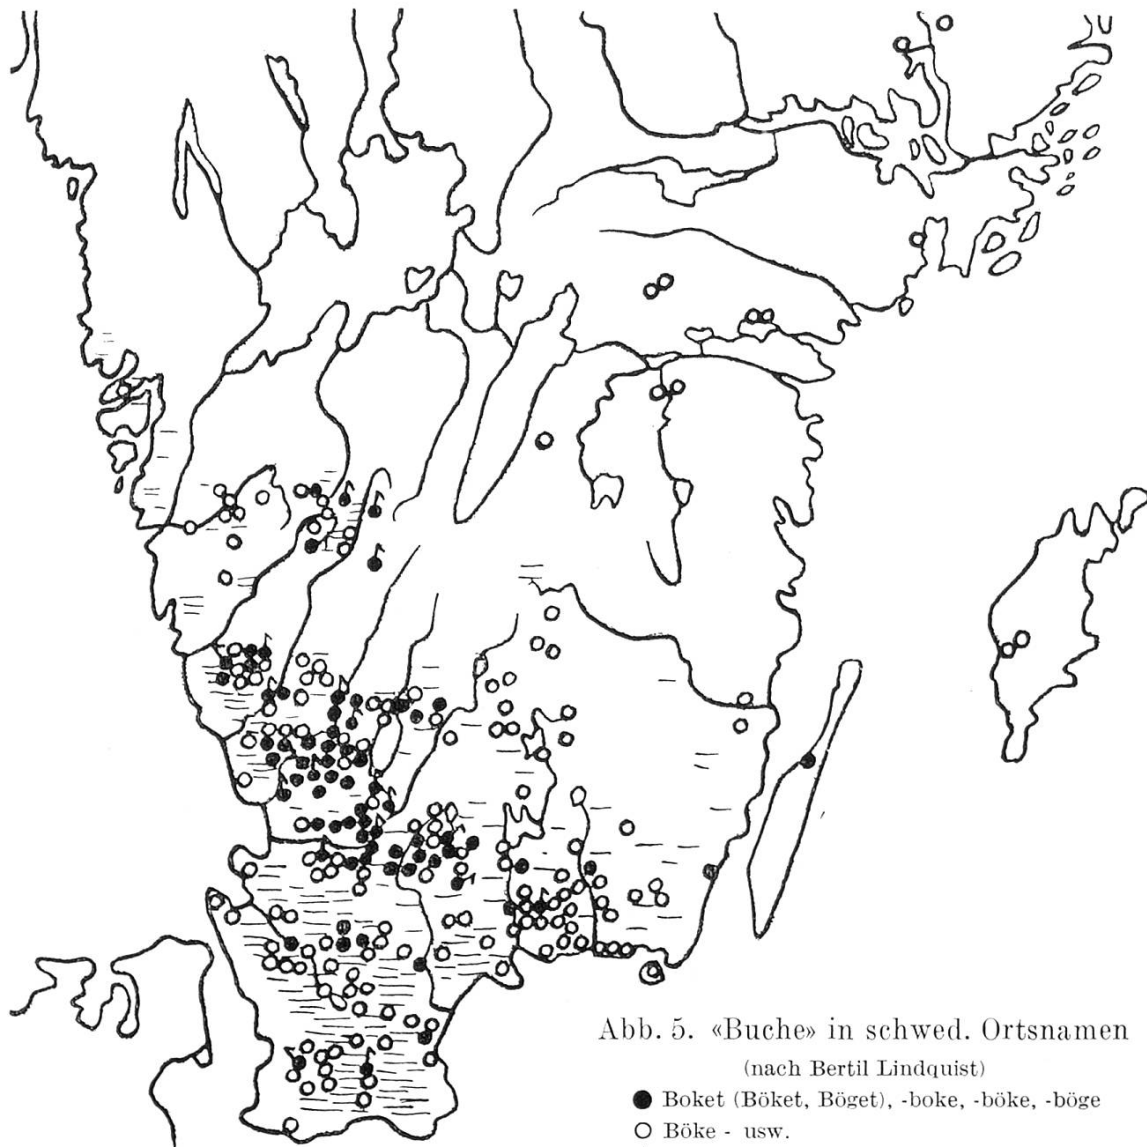 Abb. 5. «Buche» in schwed. Ortsnamen
(nach Bertil Lindquist)
● Boket (Böket, Böget), -boke, -böke, -böge
○ Böke - usw.